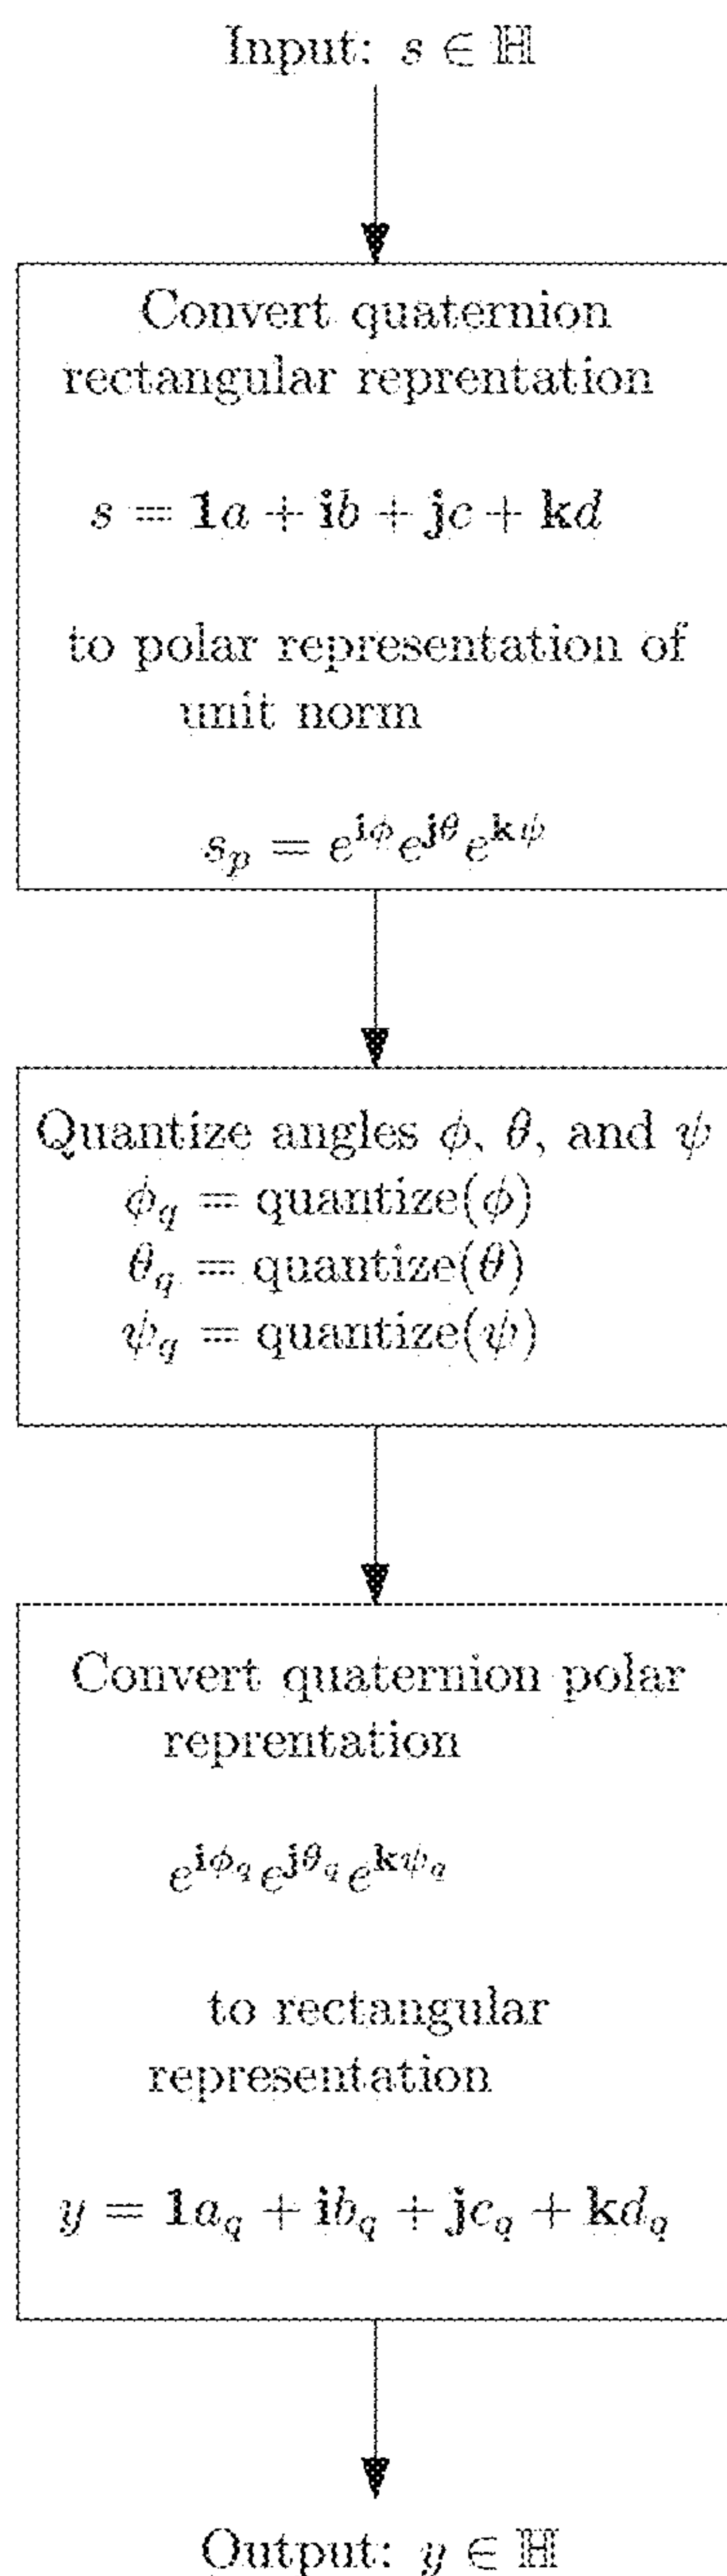 Input: s ∈ ℍ
Convert quaternion
rectangular reprentation
s = 1a + ib + jc + kd
to polar representation of
unit norm
s_p = e^{iϕ} e^{jθ} e^{kψ}
Quantize angles ϕ, θ, and ψ
ϕ_q = quantize(ϕ)
θ_q = quantize(θ)
ψ_q = quantize(ψ)
Convert quaternion polar
reprentation
e^{iϕ_q} e^{jθ_q} e^{kψ_q}
to rectangular
representation
y = 1a_q + ib_q + jc_q + kd_q
Output: y ∈ ℍ